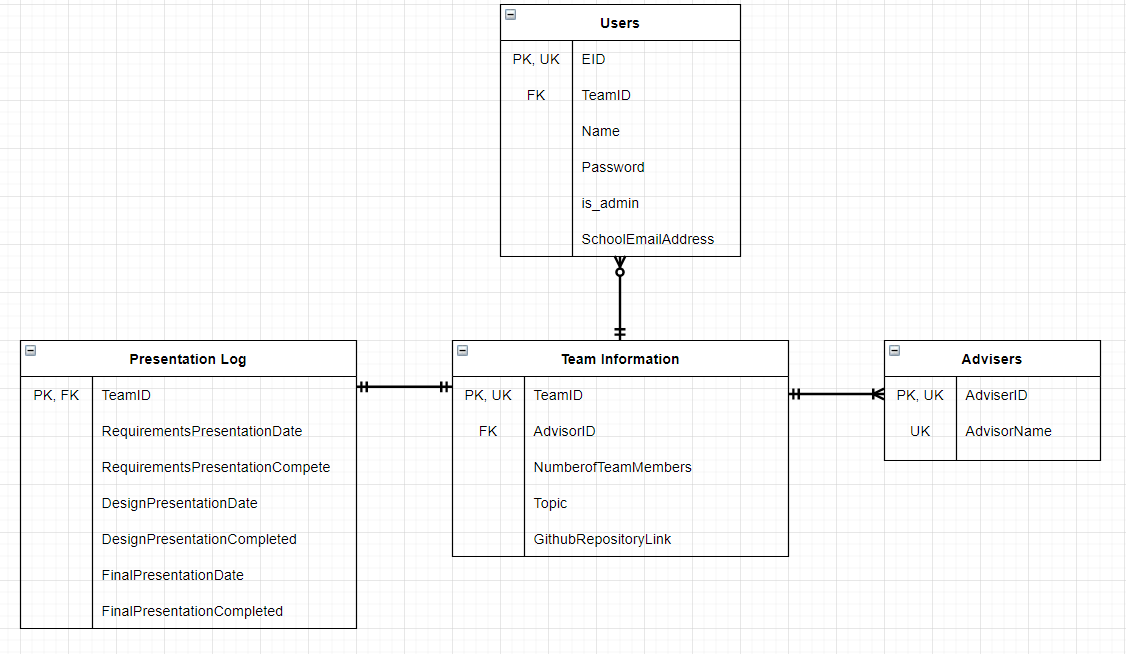 Users
PK, UK EID
FK TeamID
Name
Password
is_admin
SchoolEmailAddress
Presentation Log
PK, FK TeamID
RequirementsPresentationDate
RequirementsPresentationCompete
DesignPresentationDate
DesignPresentationCompleted
FinalPresentationDate
FinalPresentationCompleted
Team Information
PK, UK TeamID
FK AdvisorID
NumberofTeamMembers
Topic
GithubRepositoryLink
Advisers
PK, UK AdviserID
UK AdvisorName